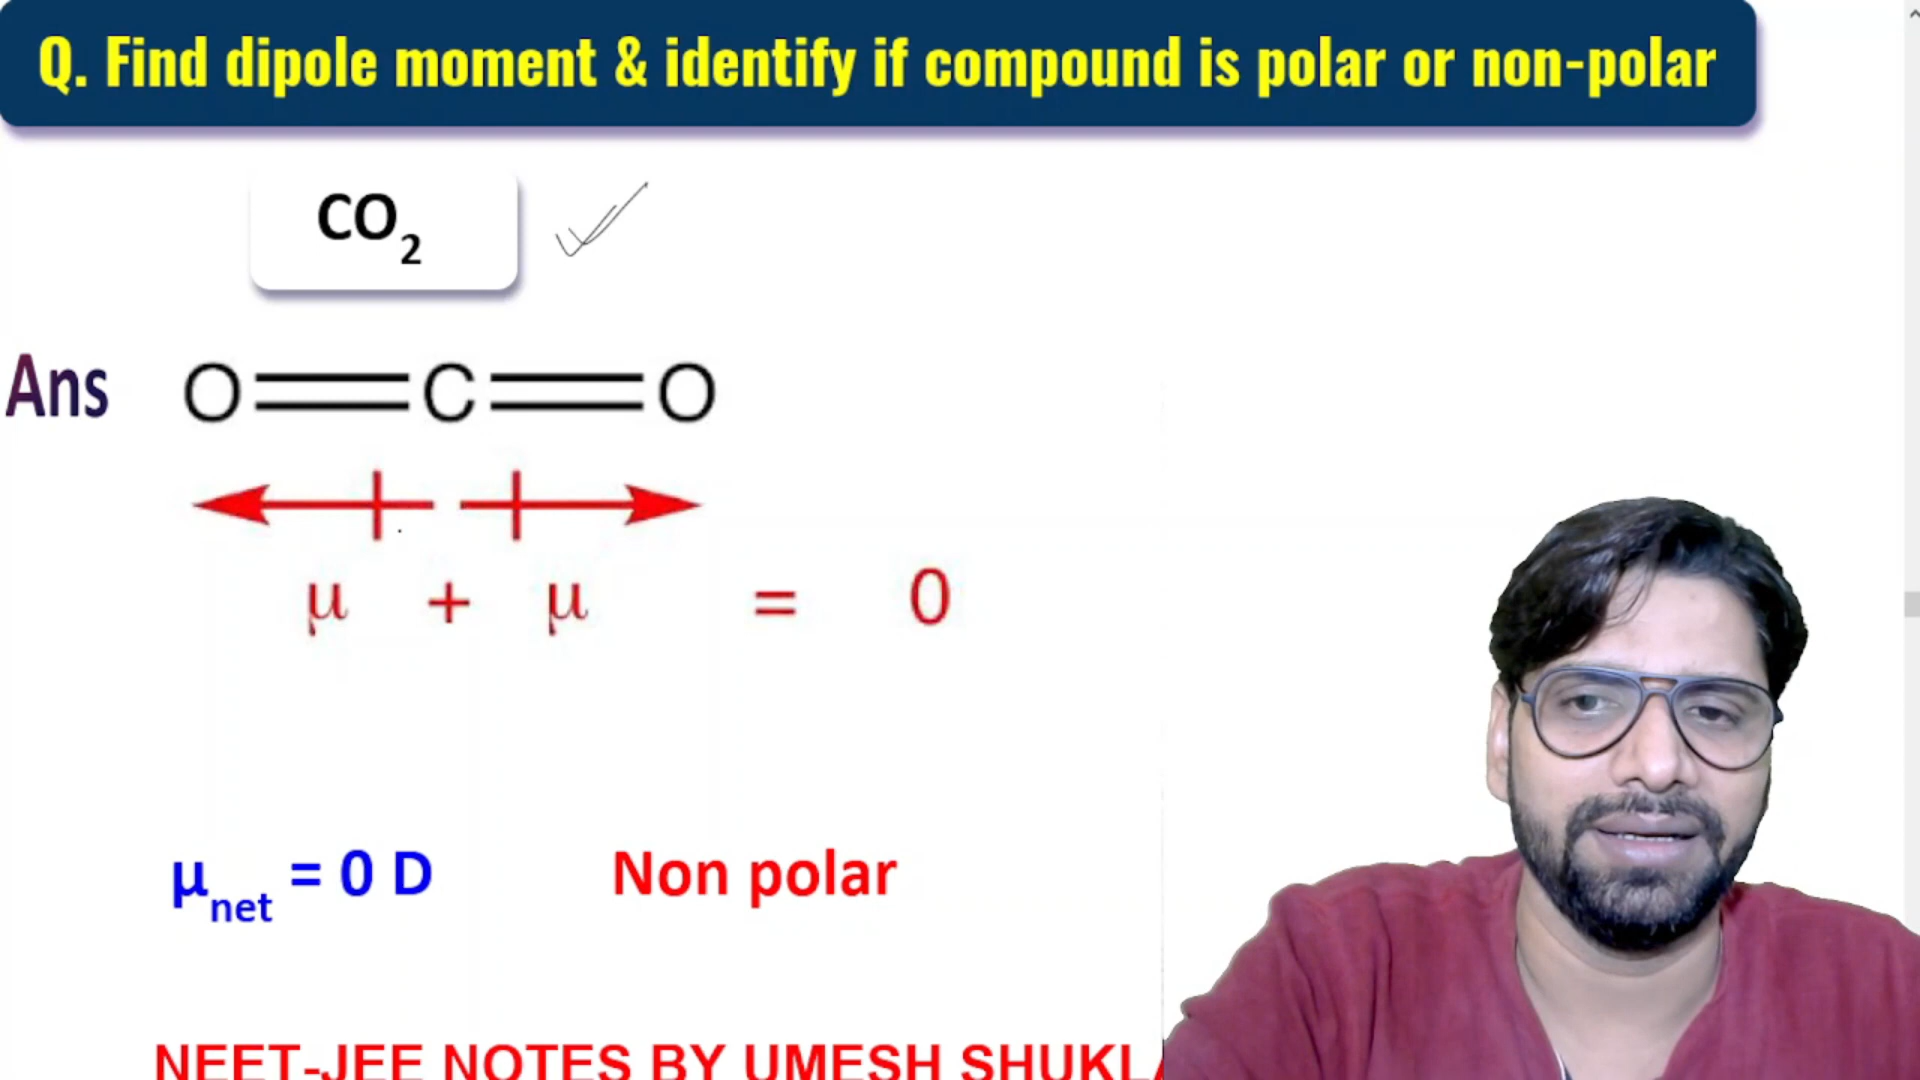 Q. Find dipole moment & identify if compound is polar or non-polar
CO₂
Ans O=C=O
μ + μ = 0
μnet = 0 D Non polar
NEET-JEE NOTES BY UMESH SHUKLA